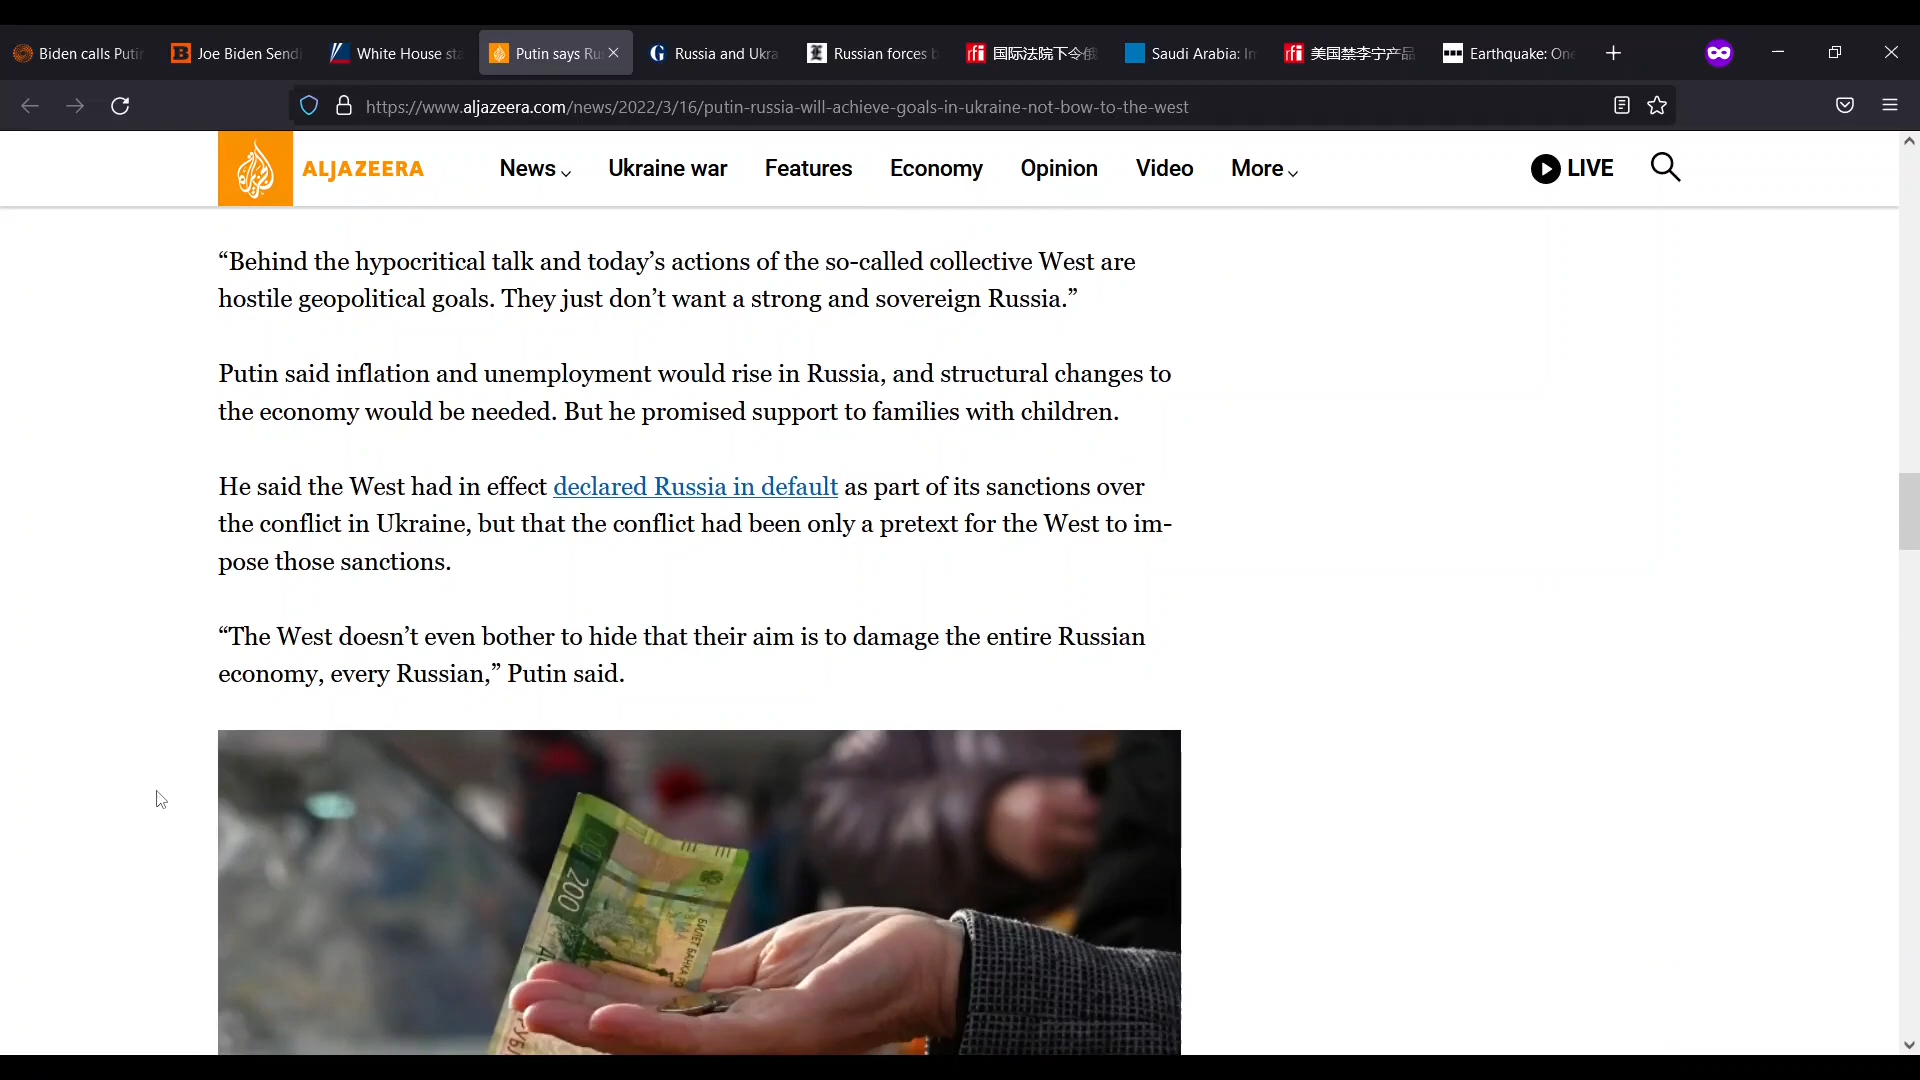 Biden calls Putin
B Joe Biden Sendi
White House sta
Putin says Rus
G Russia and Ukra
E Russian forces b
rfi 国际法院下令俄
Saudi Arabia: In
rfi 美国禁李宁产品
Earthquake: One
https://www.aljazeera.com/news/2022/3/16/putin-russia-will-achieve-goals-in-ukraine-not-bow-to-the-west
ALJAZEERA
News
Ukraine war
Features
Economy
Opinion
Video
More
LIVE
“Behind the hypocritical talk and today’s actions of the so-called collective West are
hostile geopolitical goals. They just don’t want a strong and sovereign Russia.”
Putin said inflation and unemployment would rise in Russia, and structural changes to
the economy would be needed. But he promised support to families with children.
He said the West had in effect declared Russia in default as part of its sanctions over
the conflict in Ukraine, but that the conflict had been only a pretext for the West to im-
pose those sanctions.
“The West doesn’t even bother to hide that their aim is to damage the entire Russian
economy, every Russian,” Putin said.
200
БИЛЕТ БАНКА